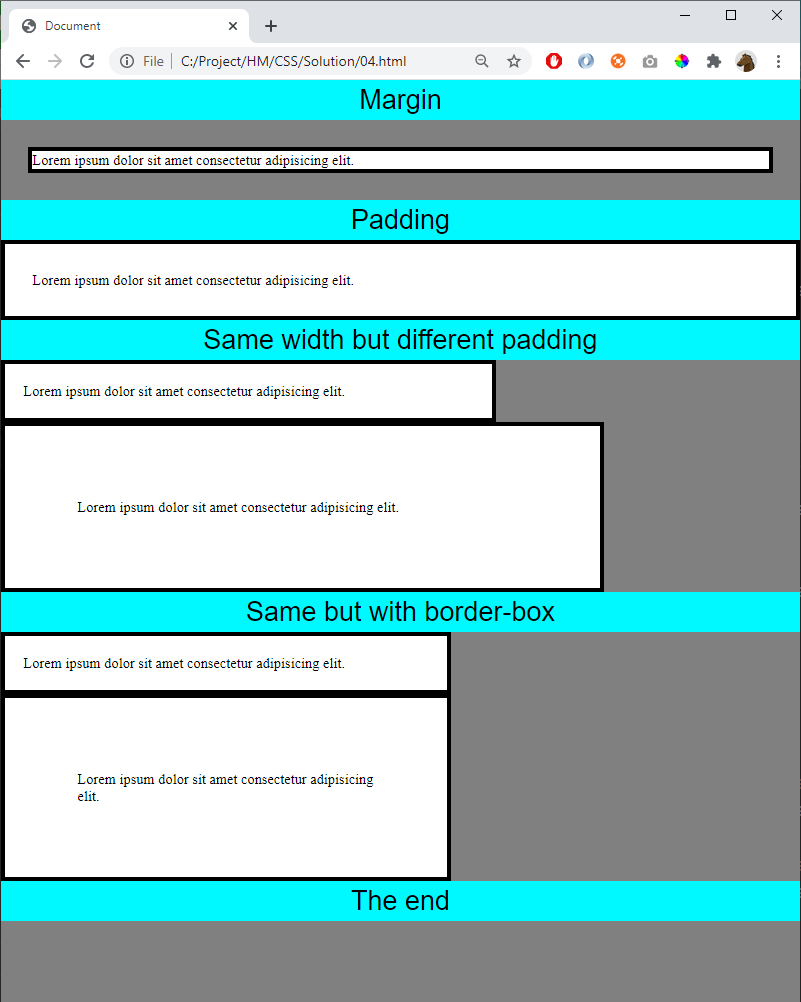 Document
File
C:/Project/HM/CSS/Solution/04.html
Margin
Lorem ipsum dolor sit amet consectetur adipisicing elit.
Padding
Lorem ipsum dolor sit amet consectetur adipisicing elit.
Same width but different padding
Lorem ipsum dolor sit amet consectetur adipisicing elit.
Lorem ipsum dolor sit amet consectetur adipisicing elit.
Same but with border-box
Lorem ipsum dolor sit amet consectetur adipisicing elit.
Lorem ipsum dolor sit amet consectetur adipisicing
elit.
The end